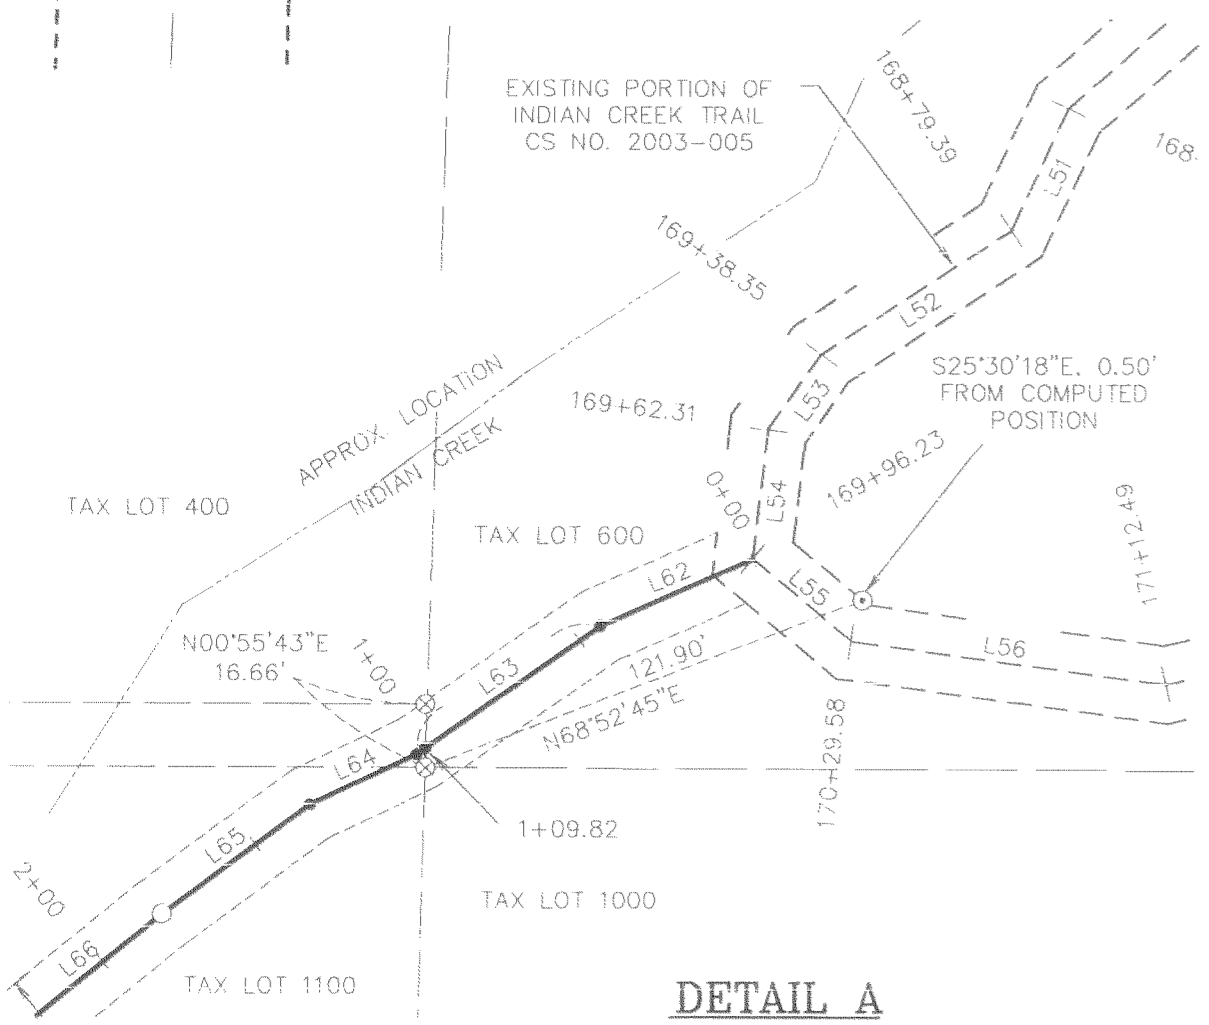 EXISTING PORTION OF
INDIAN CREEK TRAIL
CS NO. 2003-005
168+79.39
168
L51
169+38.35
L52
S25°30'18"E, 0.50'
FROM COMPUTED
POSITION
L53
169+62.31
APPROX. LOCATION
INDIAN CREEK
TAX LOT 400
TAX LOT 600
0+00
L54
169+96.23
171+12.49
L62
L55
L56
N00°55'43"E
16.66'
1+00
L63
121.90'
N68°52'45"E
170+29.58
L64
1+09.82
L65
2+00
L66
TAX LOT 1000
TAX LOT 1100
DETAIL A